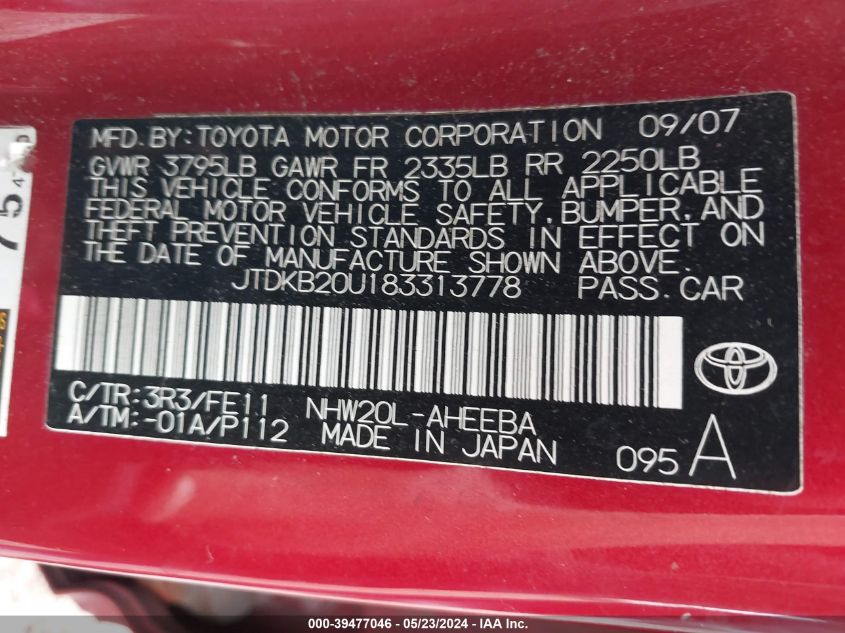 MFD.BY:TOYOTA MOTOR CORPORATION 09/07
GVWR 3795LB GAWR FR 2335LB RR 2250LB
THIS VEHICLE CONFORMS TO ALL APPLICABLE
FEDERAL MOTOR VEHICLE SAFETY,BUMPER,AND
THEFT PREVENTION STANDARDS IN EFFECT ON
THE DATE OF MANUFACTURE SHOWN ABOVE.
JTDKB20U183313778 PASS.CAR
C/TR:3R3/FE11 NHW20L-AHEEBA
A/TM:-01A/P112 MADE IN JAPAN 095 A
75
000-39477046 - 05/23/2024 - IAA Inc.